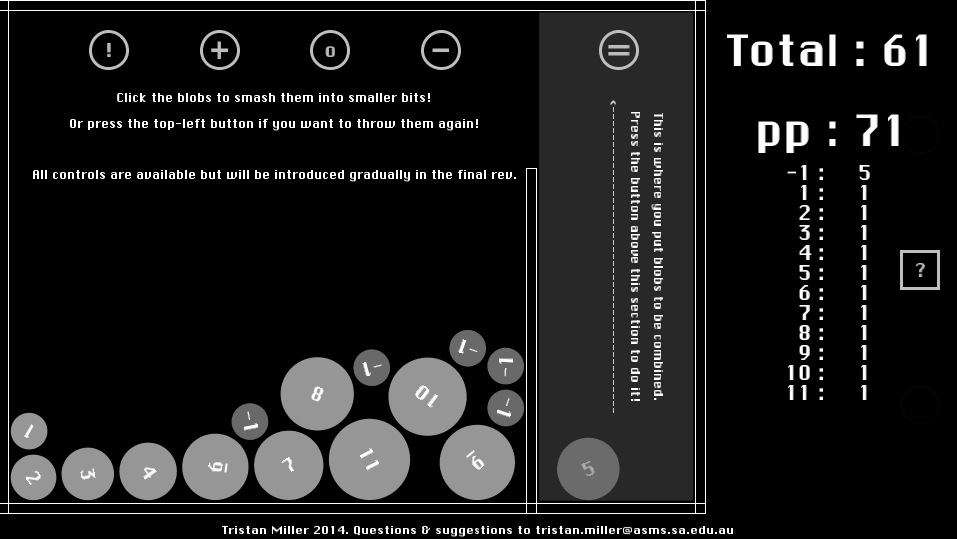 ! + o − =
Total : 61
Click the blobs to smash them into smaller bits!
Or press the top-left button if you want to throw them again!
All controls are available but will be introduced gradually in the final rev.
This is where you put blobs to be combined.
Press the button above this section to do it!
pp : 71
-1 : 5
1 : 1
2 : 1
3 : 1
4 : 1
5 : 1
6 : 1
7 : 1
8 : 1
9 : 1
10 : 1
11 : 1
?
-1
-1
-1
8
10
-1
1
-1
2
3
4
6
7
11
9
5
Tristan Miller 2014. Questions & suggestions to tristan.miller@asms.sa.edu.au